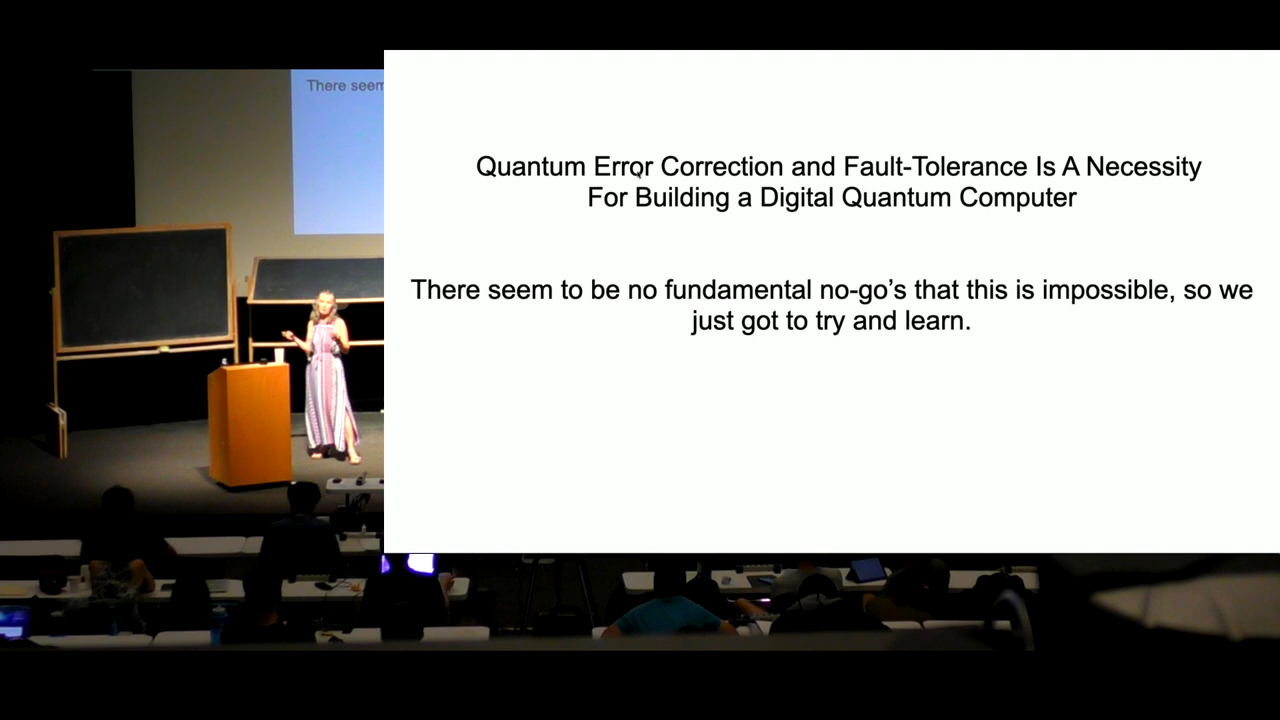 There seem
Quantum Error Correction and Fault-Tolerance Is A Necessity
For Building a Digital Quantum Computer
There seem to be no fundamental no-go’s that this is impossible, so we
just got to try and learn.